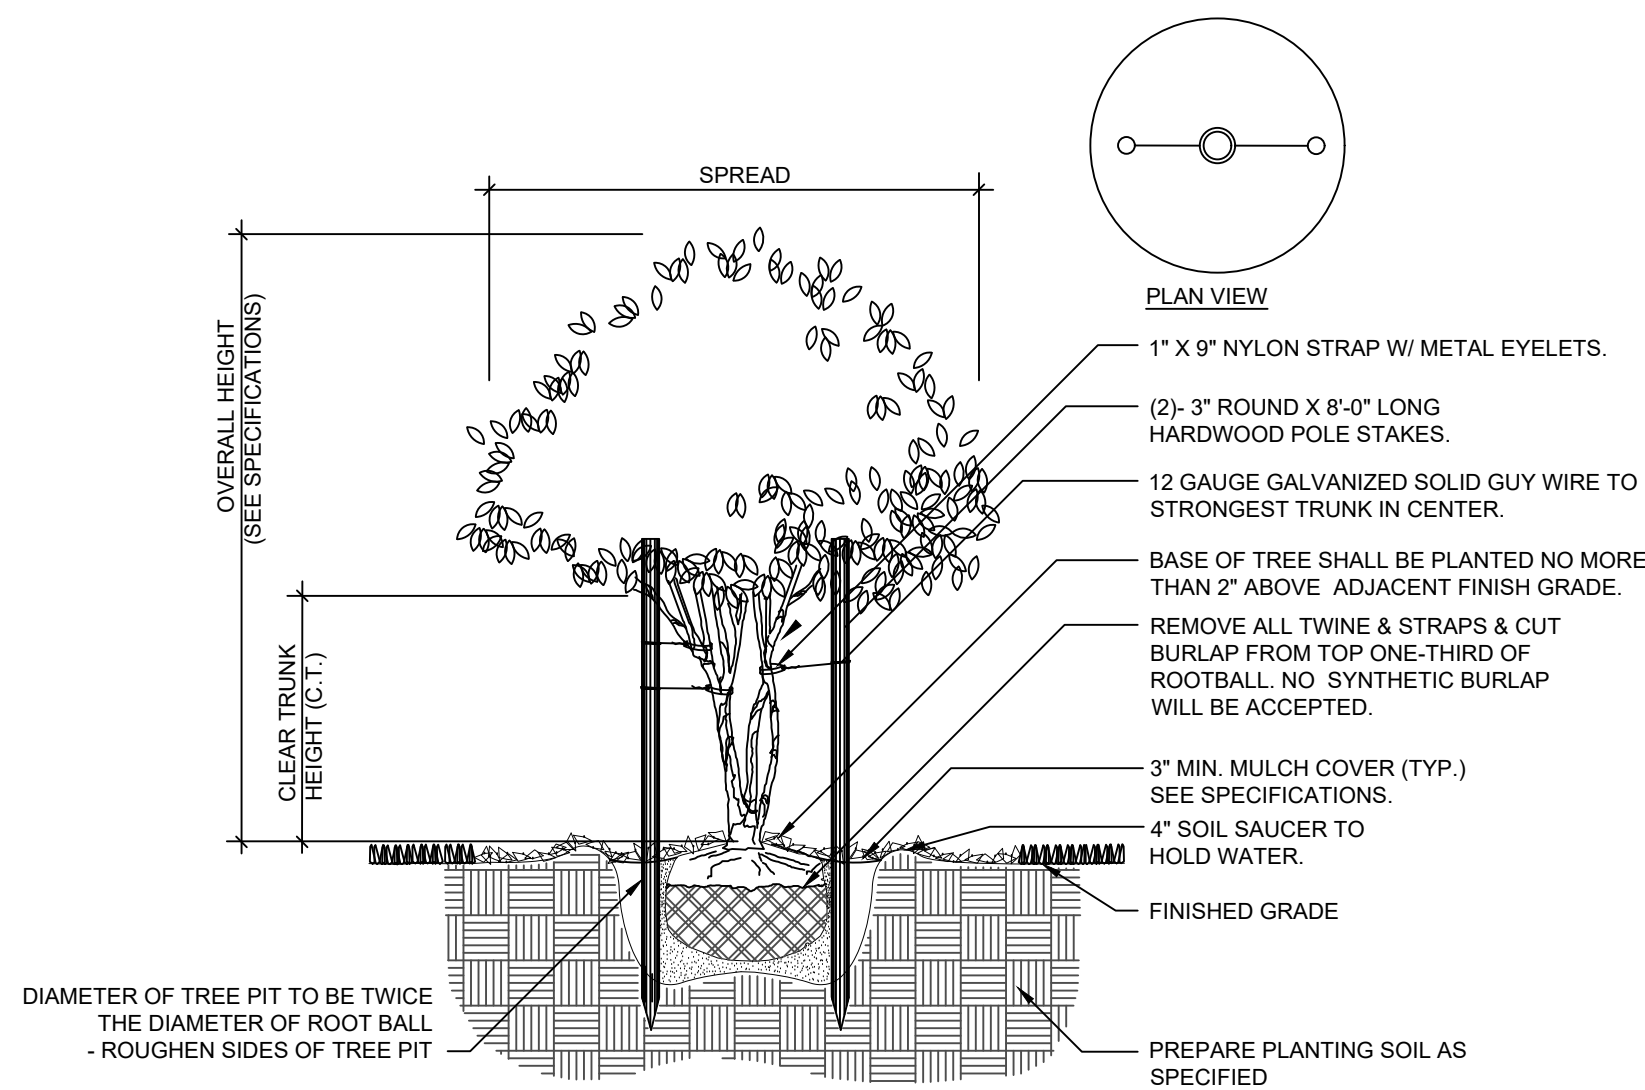 SPREAD
PLAN VIEW
OVERALL HEIGHT
(SEE SPECIFICATIONS)
CLEAR TRUNK
HEIGHT (C.T.)
1" X 9" NYLON STRAP W/ METAL EYELETS.
(2)- 3" ROUND X 8'-0" LONG
HARDWOOD POLE STAKES.
12 GAUGE GALVANIZED SOLID GUY WIRE TO
STRONGEST TRUNK IN CENTER.
BASE OF TREE SHALL BE PLANTED NO MORE
THAN 2" ABOVE ADJACENT FINISH GRADE.
REMOVE ALL TWINE & STRAPS & CUT
BURLAP FROM TOP ONE-THIRD OF
ROOTBALL. NO SYNTHETIC BURLAP
WILL BE ACCEPTED.
3" MIN. MULCH COVER (TYP.)
SEE SPECIFICATIONS.
4" SOIL SAUCER TO
HOLD WATER.
FINISHED GRADE
DIAMETER OF TREE PIT TO BE TWICE
THE DIAMETER OF ROOT BALL
- ROUGHEN SIDES OF TREE PIT
PREPARE PLANTING SOIL AS
SPECIFIED